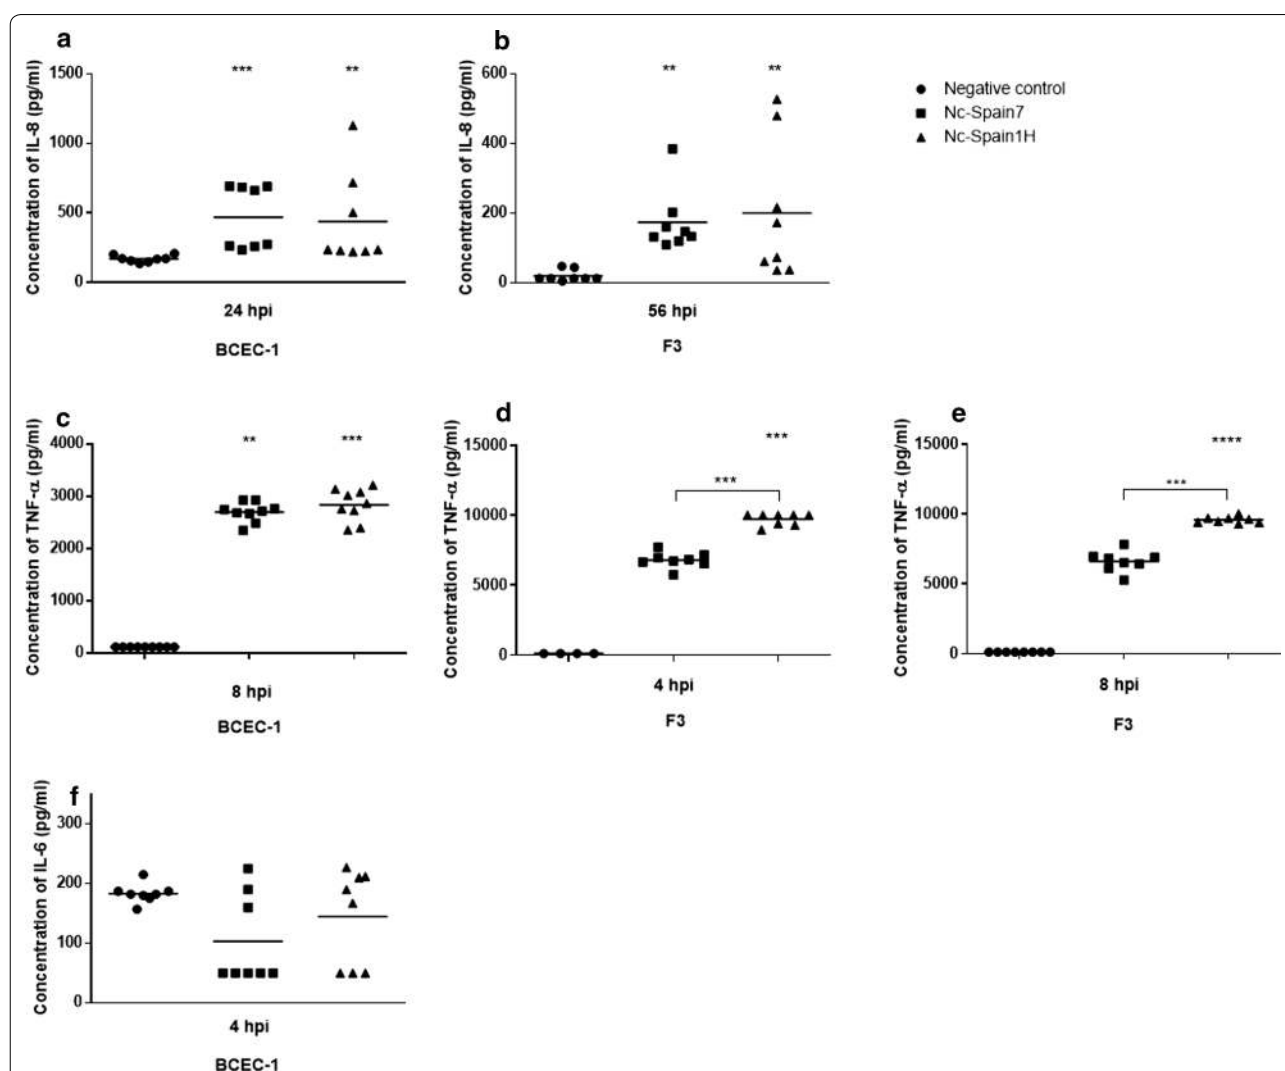 a
Concentration of IL-8 (pg/ml)
1500
1000
500
0
***
**
24 hpi
BCEC-1
b
Concentration of IL-8 (pg/ml)
600
400
200
0
**
**
56 hpi
F3
Negative control
Nc-Spain7
Nc-Spain1H
c
Concentration of TNF-α (pg/ml)
4000
3000
2000
1000
0
**
***
8 hpi
BCEC-1
d
Concentration of TNF-α (pg/ml)
15000
10000
5000
0
***
***
4 hpi
F3
e
Concentration of TNF-α (pg/ml)
15000
10000
5000
0
****
***
8 hpi
F3
f
Concentration of IL-6 (pg/ml)
300
200
100
0
4 hpi
BCEC-1